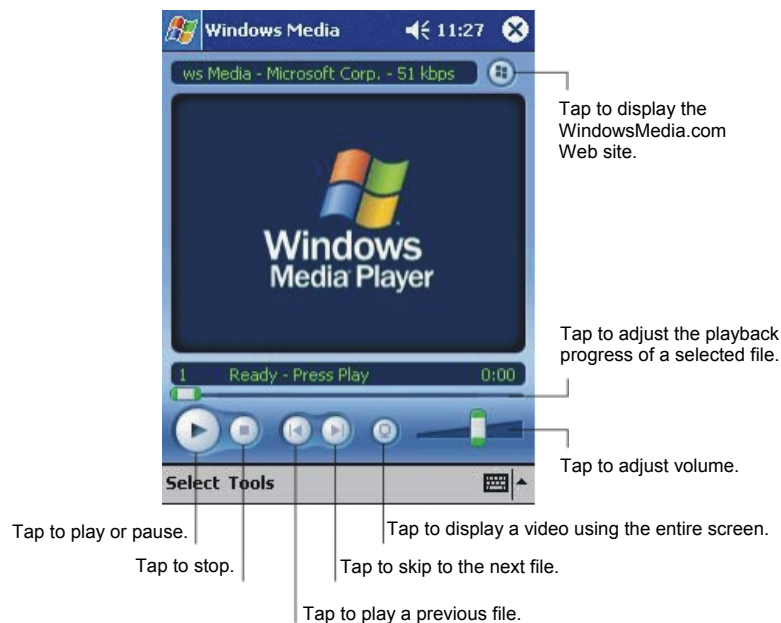 Windows Media 11:27
ws Media - Microsoft Corp. - 51 kbps
Tap to display the
WindowsMedia.com
Web site.
Windows
Media Player
Tap to adjust the playback
progress of a selected file.
1 Ready - Press Play 0:00
Tap to adjust volume.
Select Tools
Tap to play or pause.
Tap to display a video using the entire screen.
Tap to stop.
Tap to skip to the next file.
Tap to play a previous file.